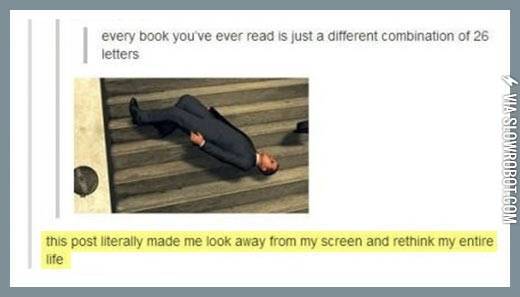 every book you've ever read is just a different combination of 26
letters
this post literally made me look away from my screen and rethink my entire
life
VIA SLOWROBOT.COM